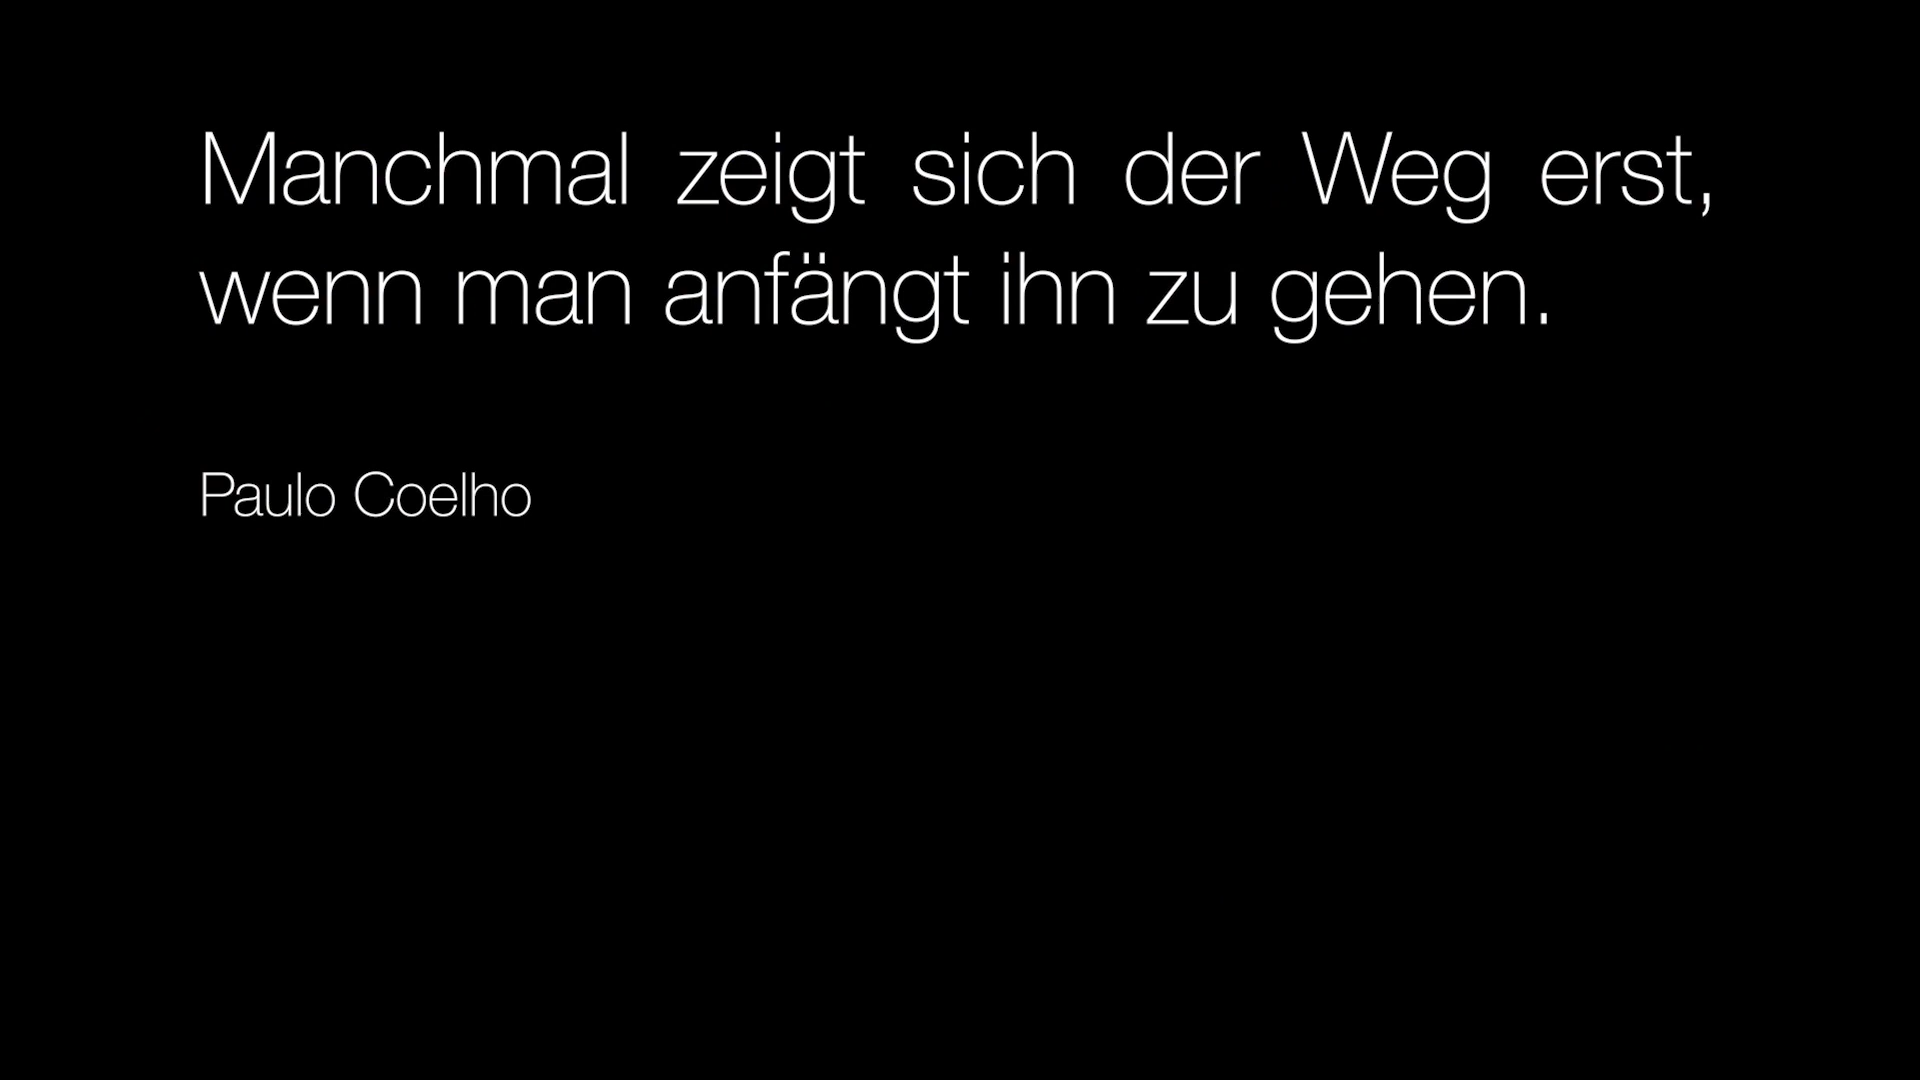 Manchmal zeigt sich der Weg erst,
wenn man anfängt ihn zu gehen.
Paulo Coelho